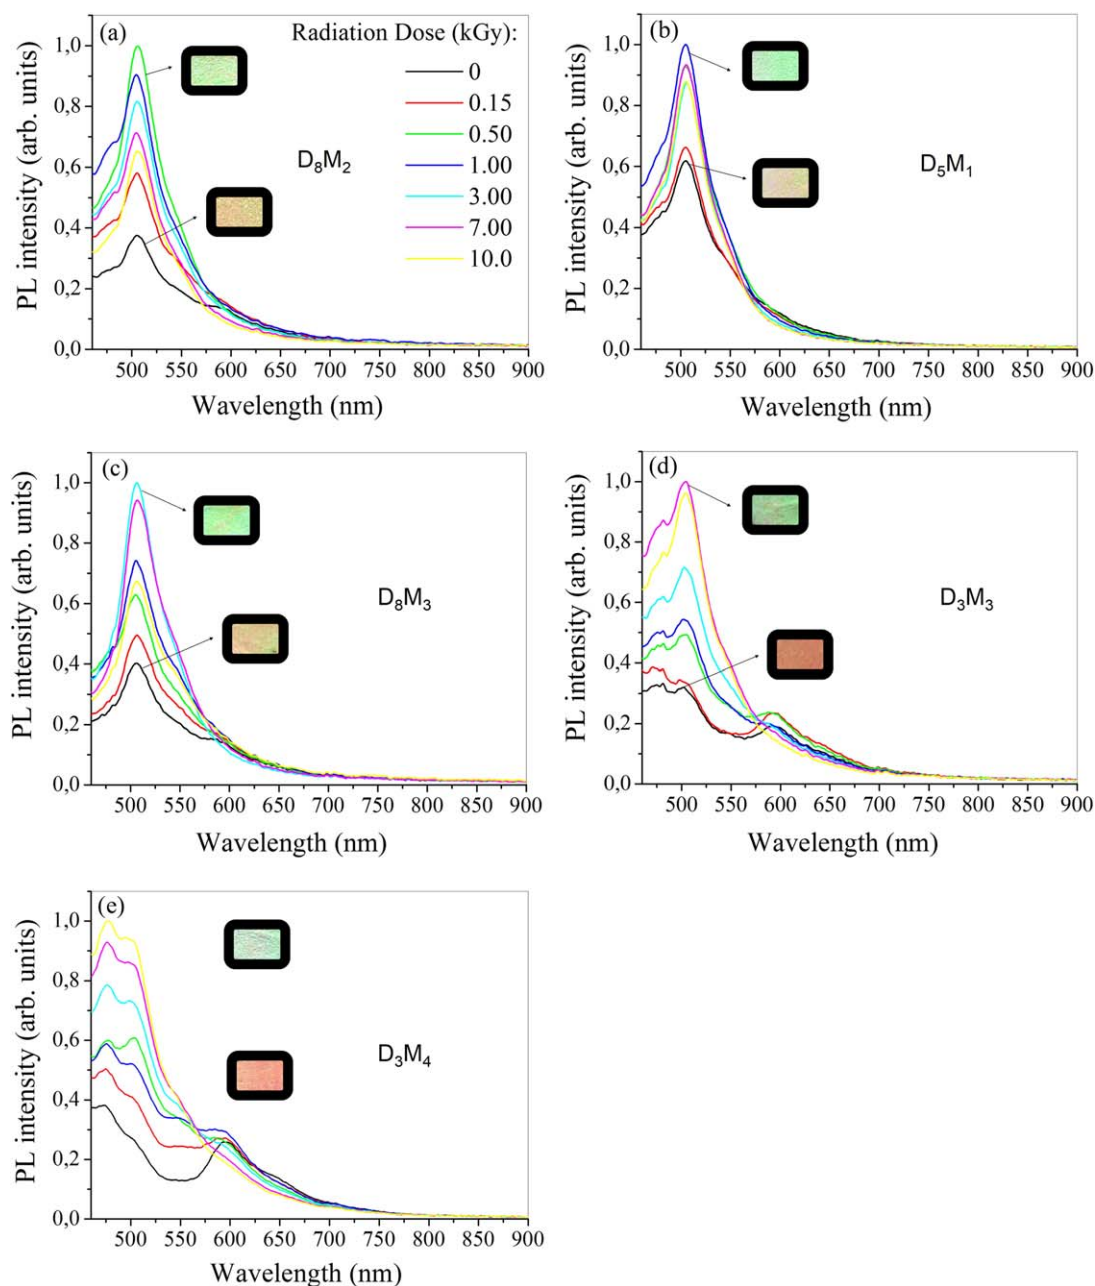 (a)
Radiation Dose (kGy):
0
0.15
0.50
1.00
3.00
7.00
10.0
D₈M₂
PL intensity (arb. units)
1,0
0,8
0,6
0,4
0,2
0,0
500 550 600 650 700 750 800 850 900
Wavelength (nm)
(b)
D₅M₁
PL intensity (arb. units)
1,0
0,8
0,6
0,4
0,2
0,0
500 550 600 650 700 750 800 850 900
Wavelength (nm)
(c)
D₈M₃
PL intensity (arb. units)
1,0
0,8
0,6
0,4
0,2
0,0
500 550 600 650 700 750 800 850 900
Wavelength (nm)
(d)
D₃M₃
PL intensity (arb. units)
1,0
0,8
0,6
0,4
0,2
0,0
500 550 600 650 700 750 800 850 900
Wavelength (nm)
(e)
D₃M₄
PL intensity (arb. units)
1,0
0,8
0,6
0,4
0,2
0,0
500 550 600 650 700 750 800 850 900
Wavelength (nm)